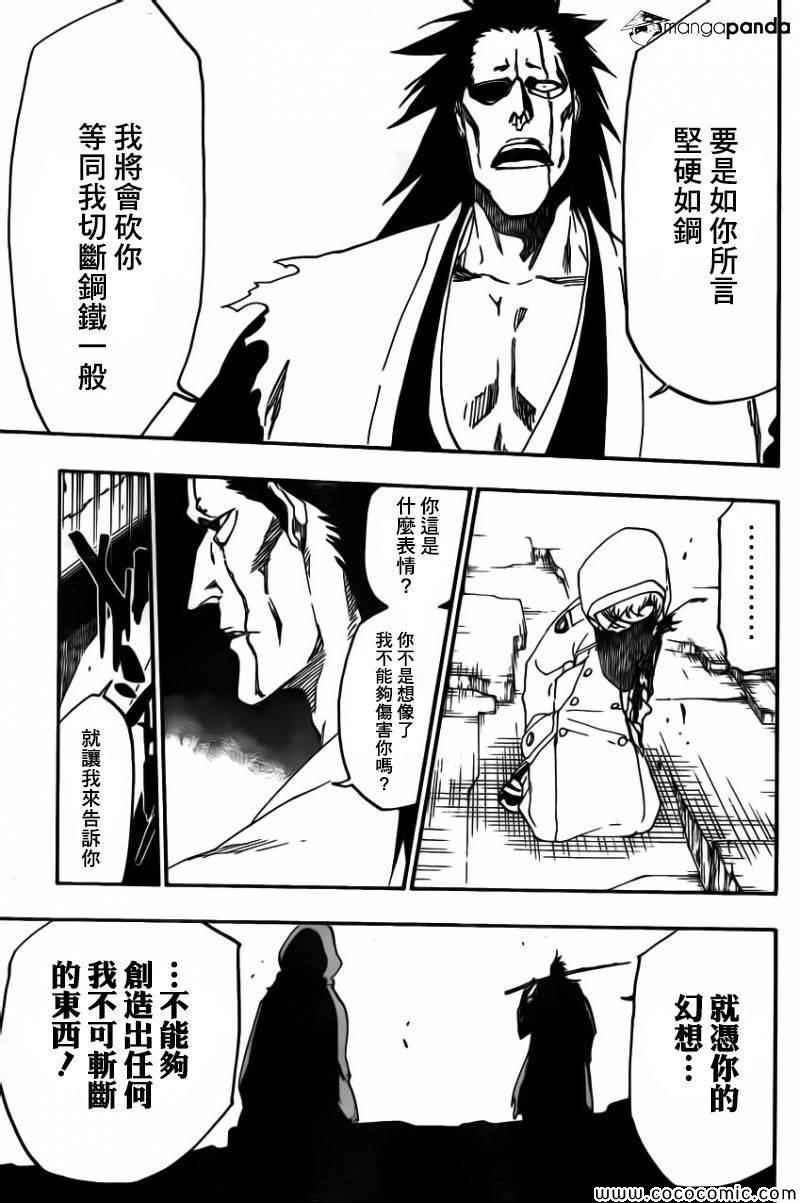 mangapanda
要是如你所言
堅硬如鋼
我將會砍你
等同我切斷鋼鐵一般
………
你這是
什麼表情？
你不是想像了
我不能夠傷害你嗎？
就讓我來告訴你
就憑你的
幻想…
…不能夠
創造出任何
我不可斬斷
的東西！
www.cococomic.com